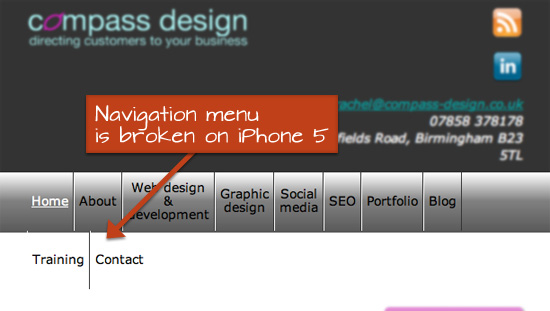 compass design
directing customers to your business
rachel@compass-design.co.uk
07858 378178
Navigation menu
is broken on iPhone 5
fields Road, Birmingham B23
5TL
Home
About
Web design
&
development
Graphic
design
Social
media
SEO
Portfolio
Blog
Training
Contact
in